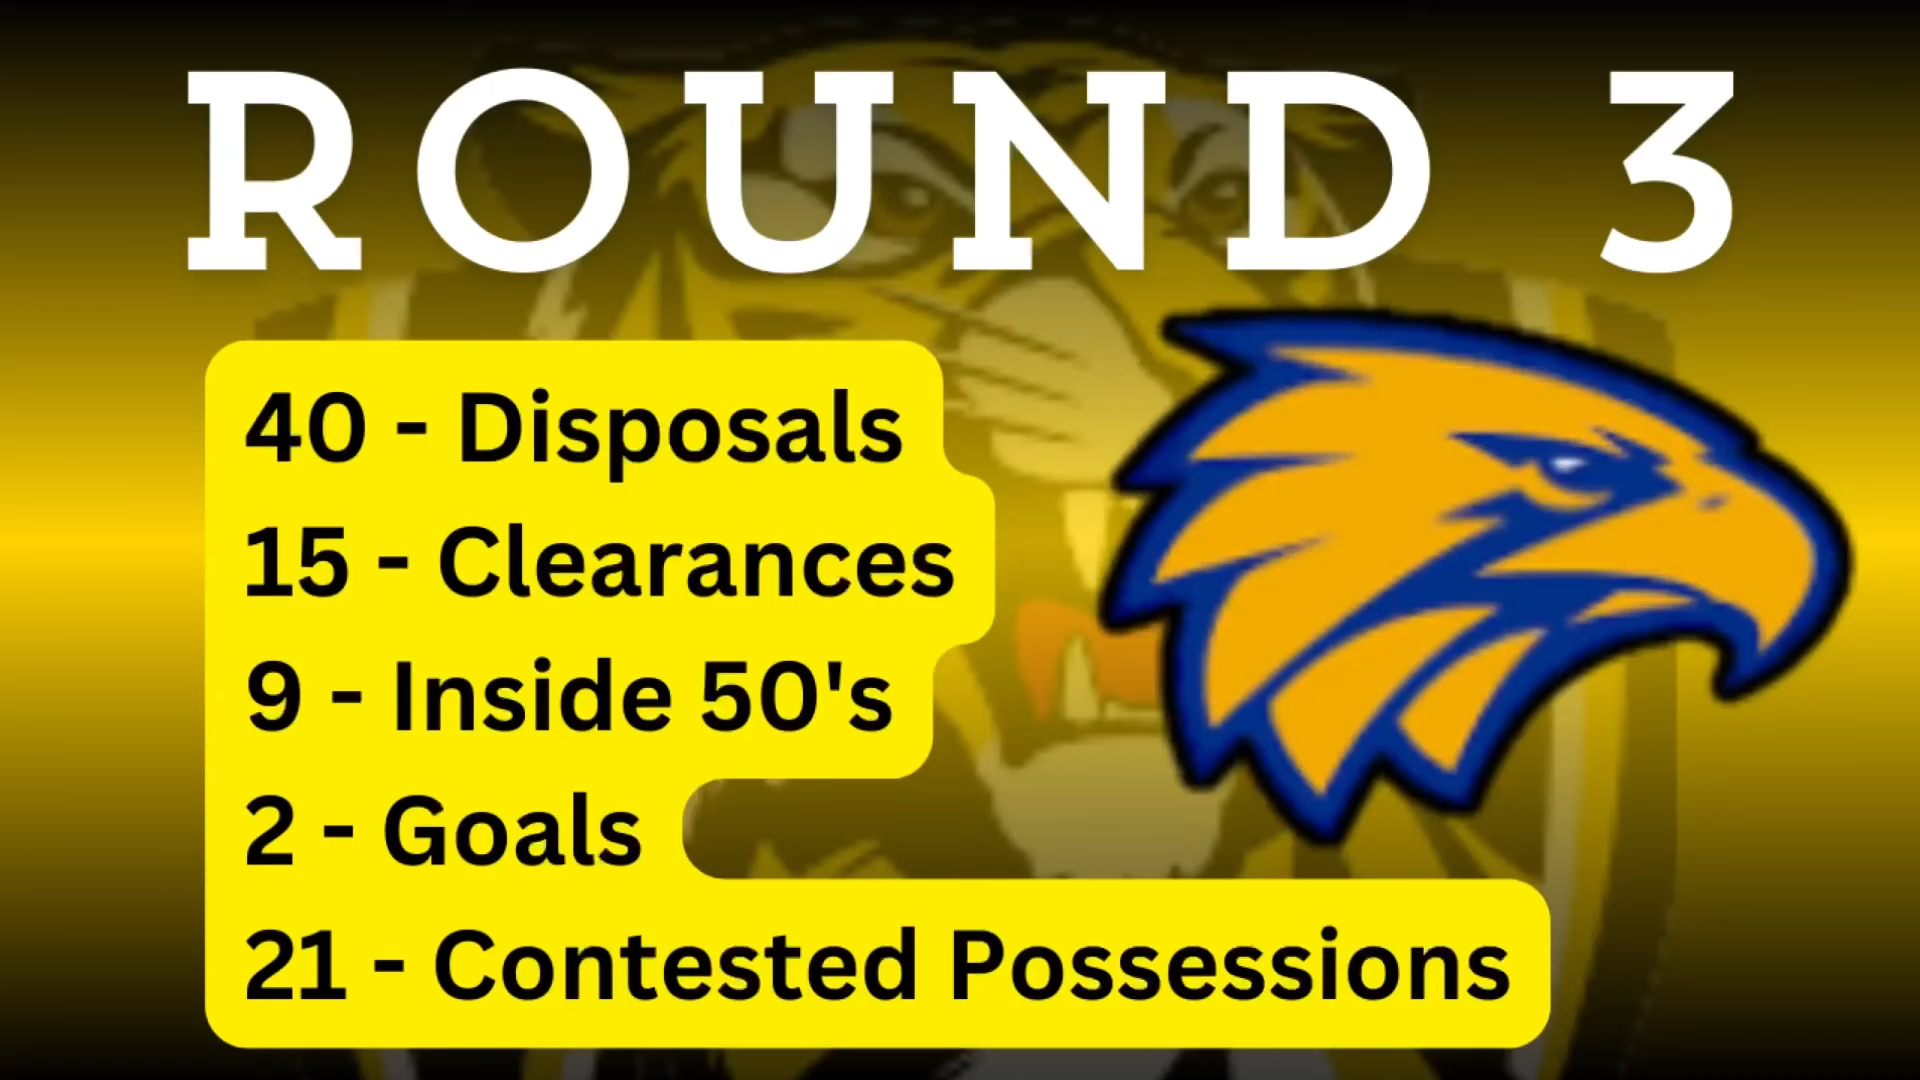 ROUND 3
40 - Disposals
15 - Clearances
9 - Inside 50's
2 - Goals
21 - Contested Possessions